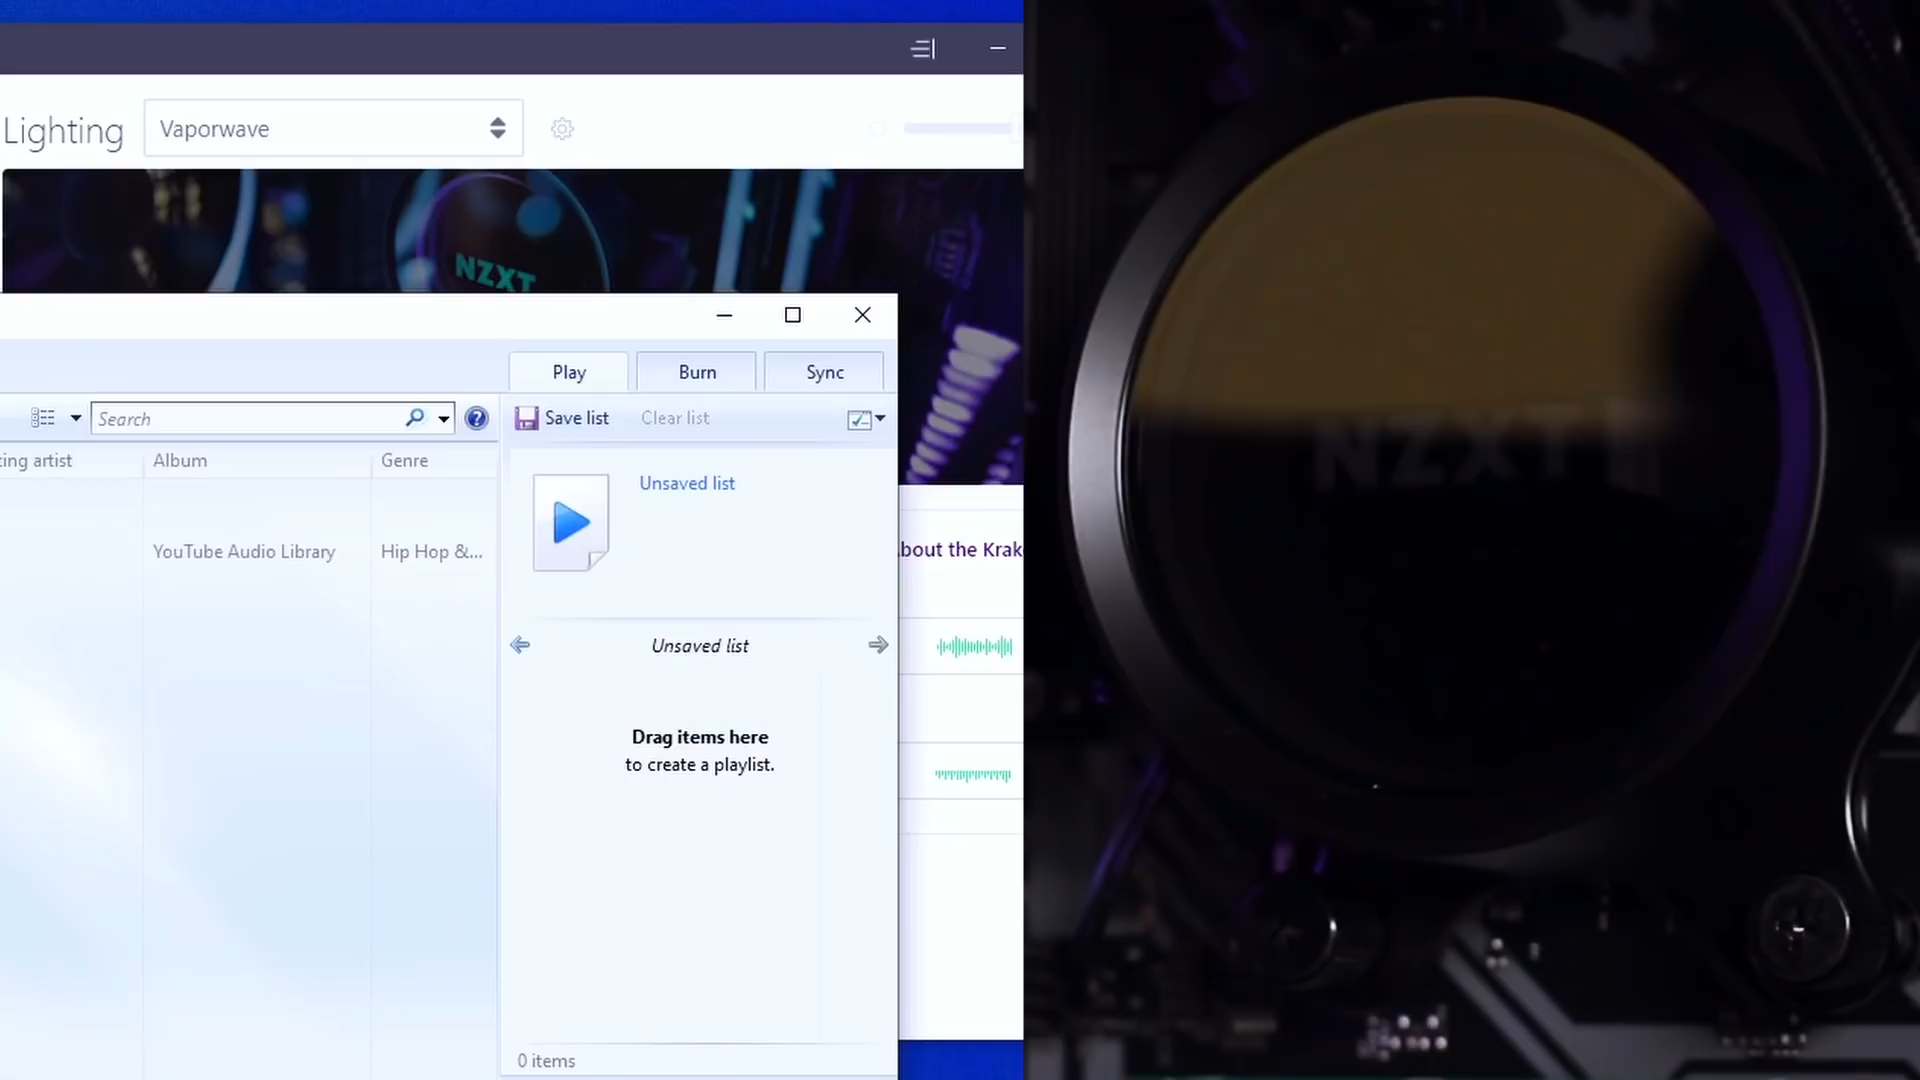 Lighting
Vaporwave
NZXT
Play
Burn
Sync
Search
Save list
Clear list
ing artist
Album
Genre
Unsaved list
YouTube Audio Library
Hip Hop &...
bout the Krak
Unsaved list
Drag items here
to create a playlist.
0 items
NZXT